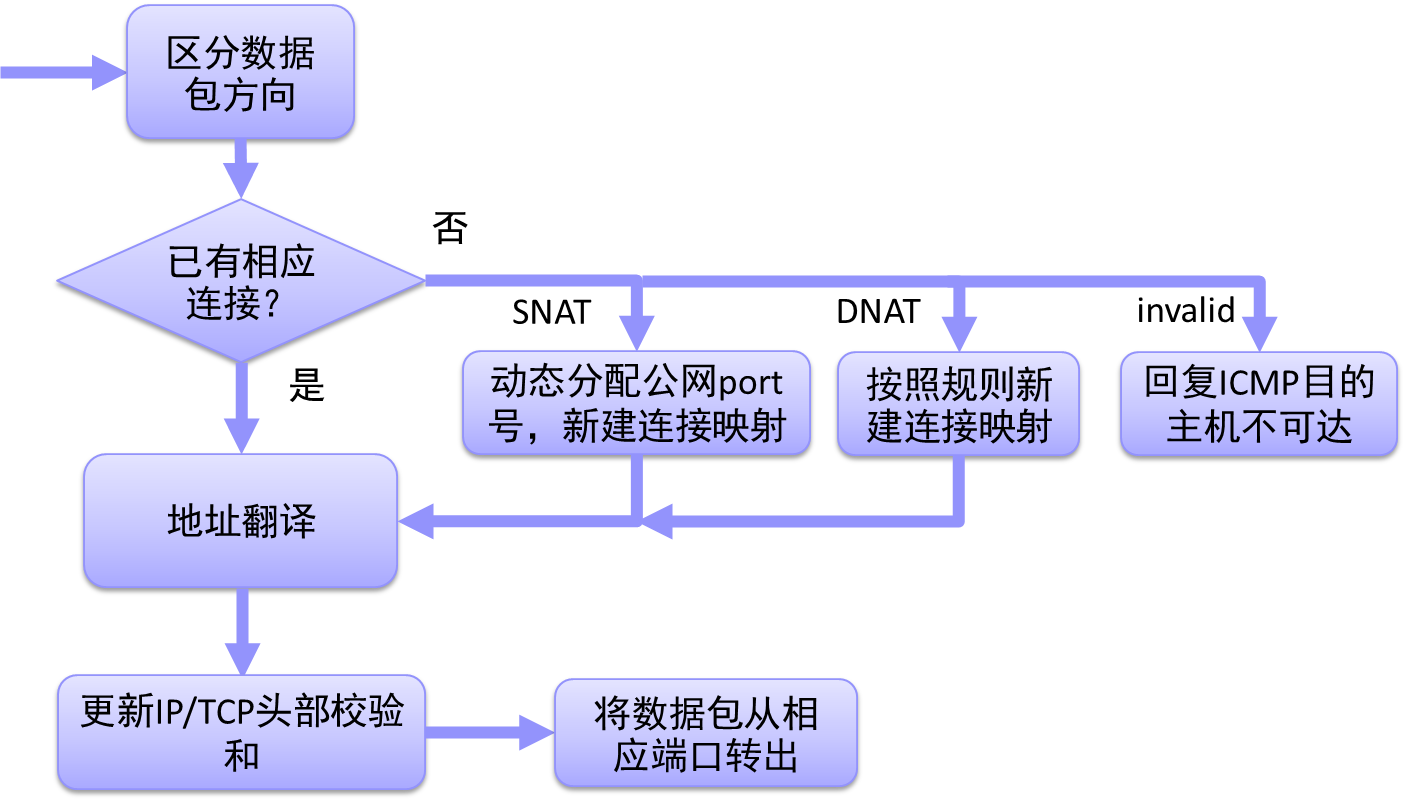 区分数据
包方向
否
已有相应
连接?
SNAT
DNAT
invalid
是
动态分配公网port
号，新建连接映射
按照规则新
建连接映射
回复ICMP目的
主机不可达
地址翻译
更新IP/TCP头部校验
和
将数据包从相
应端口转出